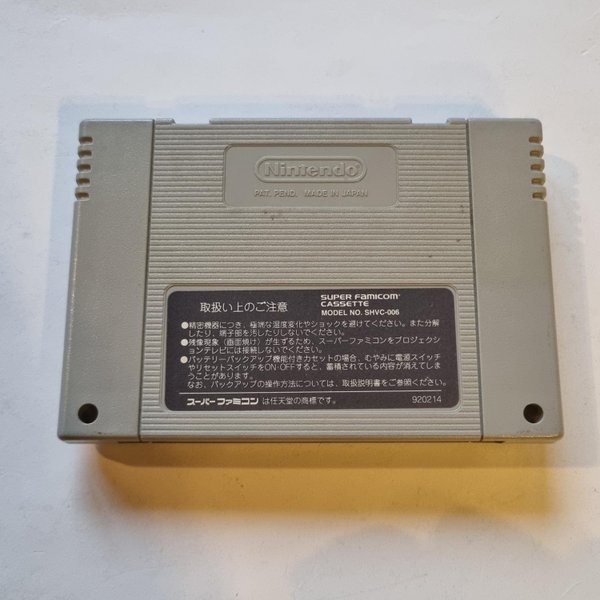 Nintendo
PAT. PEND. MADE IN JAPAN
取扱い上のご注意
SUPER FAMICOM
CASSETTE
MODEL NO. SHVC-006
●精密機器につき、極端な温度変化やショックを避けてください。また分解
したり、端子部を汚したりしないでください。
●残像現象（画面焼け）が生ずるため、スーパーファミコンをプロジェクシ
ョンテレビには接続しないでください。
●バッテリーバックアップ機能付きカセットの場合、むやみに電源スイッチ
やリセットスイッチをON・OFFすると、蓄積されている内容が消えてしま
うことがあります。
なお、バックアップの操作方法については、取扱説明書をご参照ください。
スーパーファミコンは任天堂の商標です。
920214